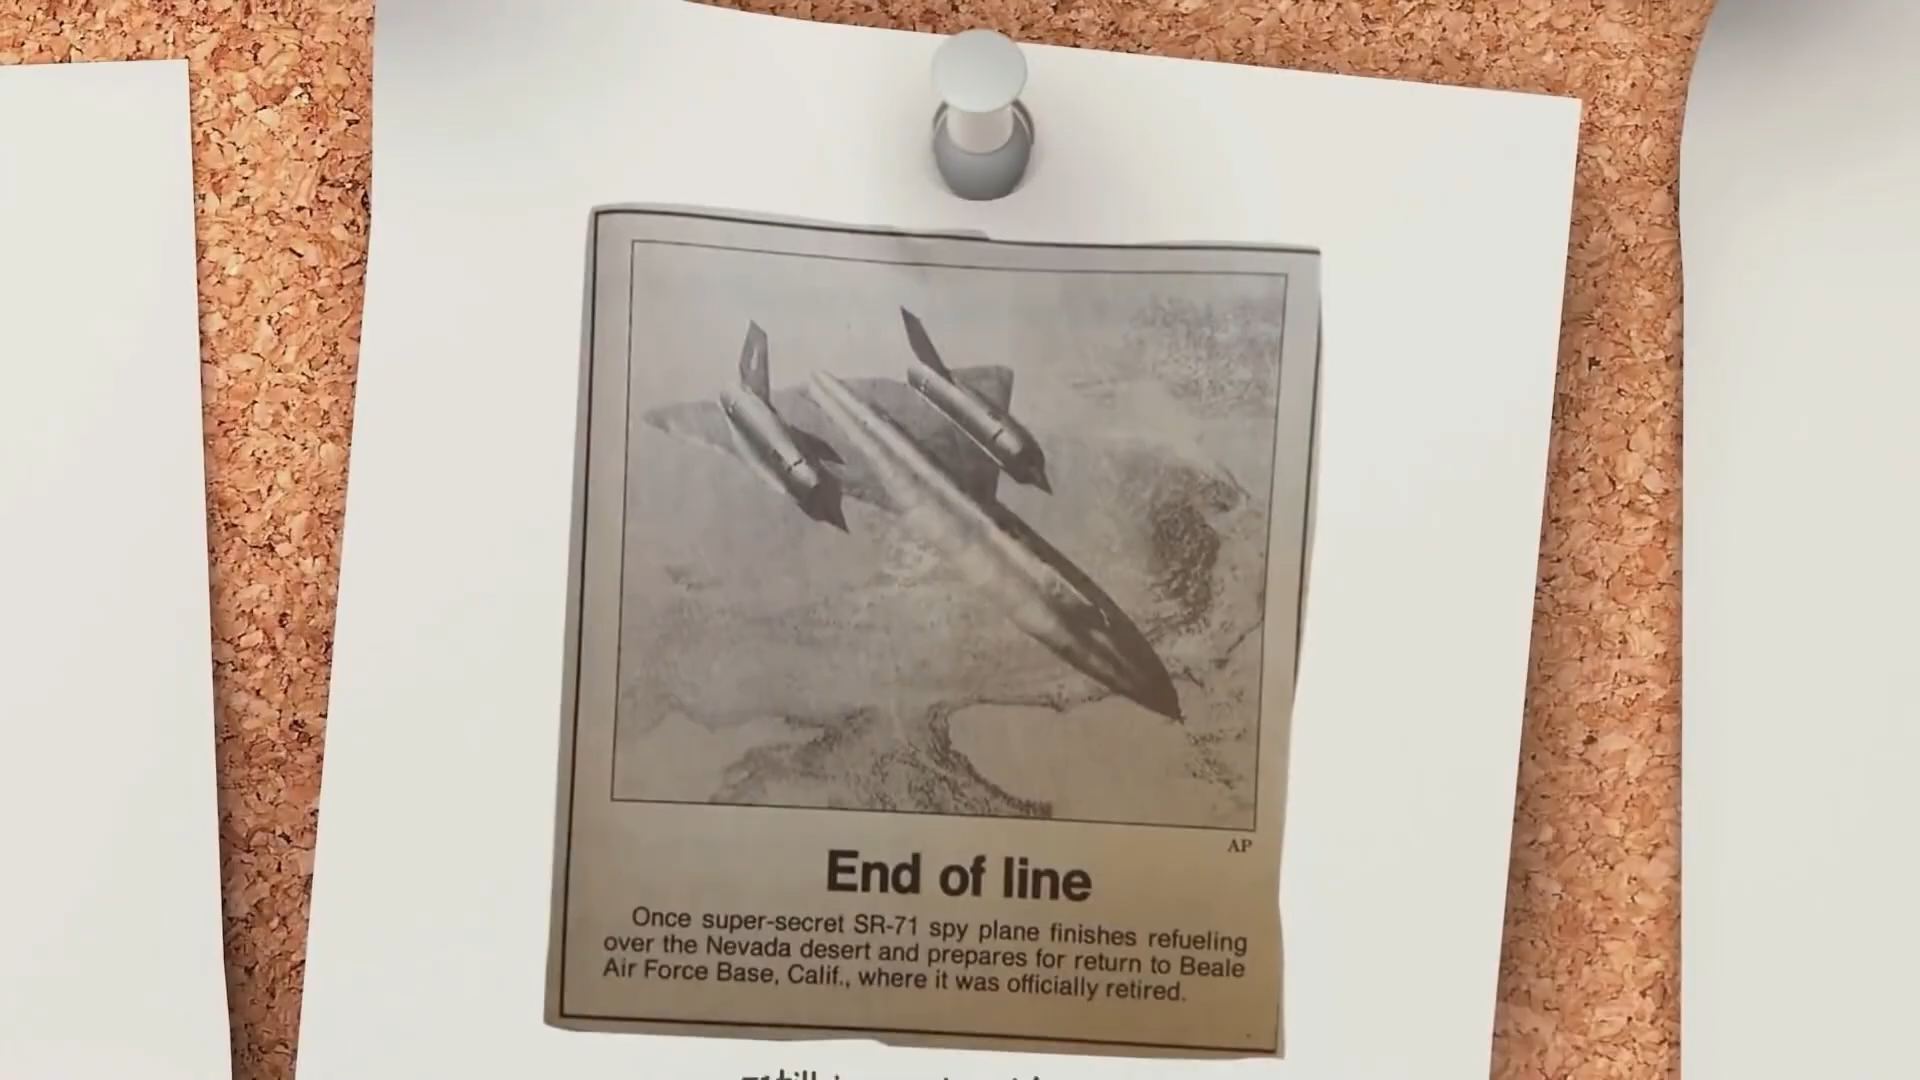 AP
End of line
Once super-secret SR-71 spy plane finishes refueling
over the Nevada desert and prepares for return to Beale
Air Force Base, Calif., where it was officially retired.